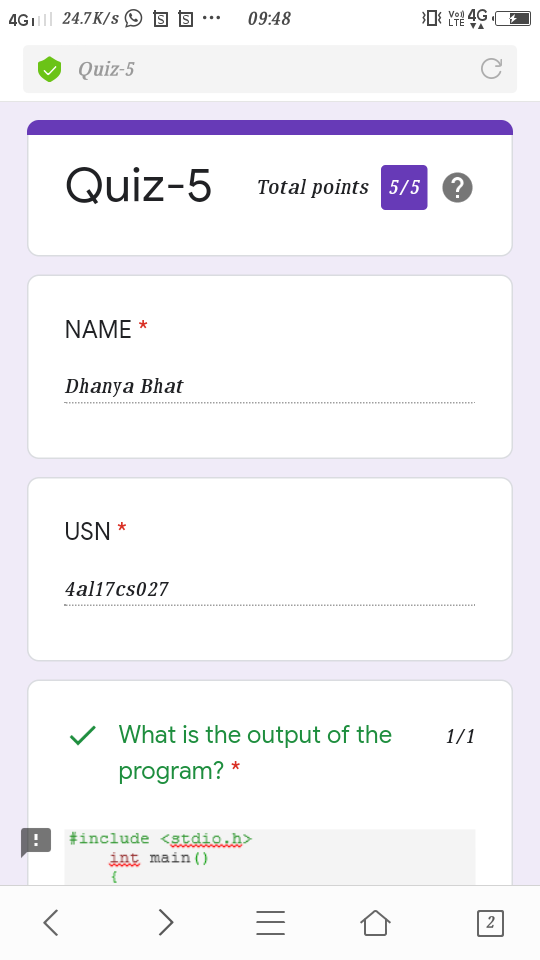 4G 24.7K/s S S ... 09:48 Vo) LTE 4G
Quiz-5
Quiz-5 Total points 5/5 ?
NAME *
Dhanya Bhat
USN *
4al17cs027
What is the output of the 1/1
program? *
#include <stdio.h>
int main()
{
2